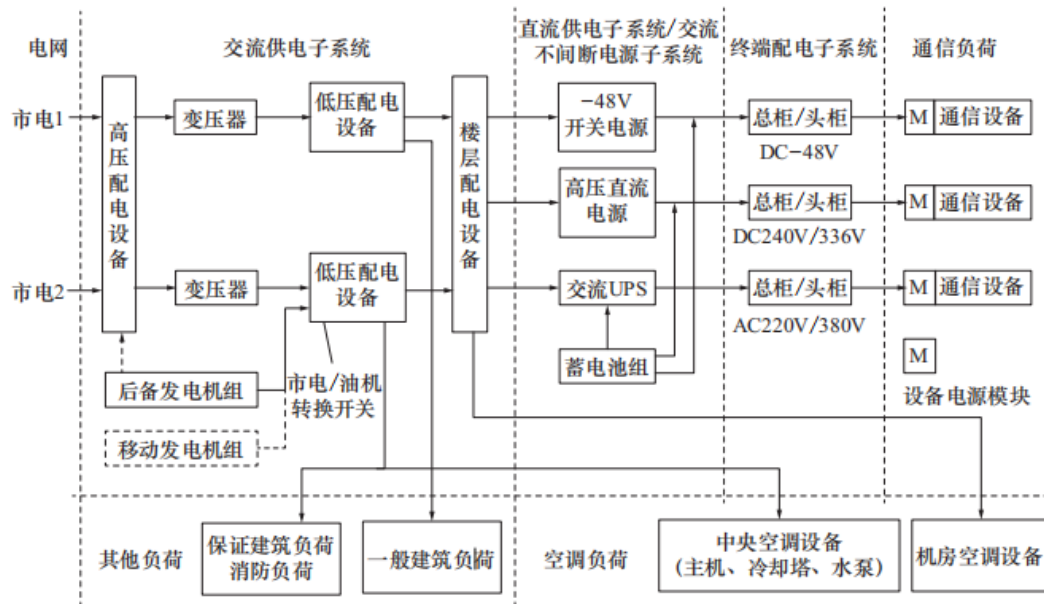 电网
交流供电子系统
直流供电子系统/交流
不间断电源子系统
终端配电子系统
通信负荷
市电1
市电2
高压配电设备
变压器
低压配电
设备
楼层配电设备
-48V
开关电源
总柜/头柜
DC-48V
M 通信设备
高压直流
电源
总柜/头柜
DC240V/336V
M 通信设备
变压器
低压配电
设备
交流UPS
总柜/头柜
AC220V/380V
M 通信设备
蓄电池组
M
设备电源模块
后备发电机组
市电/油机
转换开关
移动发电机组
其他负荷
保证建筑负荷
消防负荷
一般建筑负荷
空调负荷
中央空调设备
(主机、冷却塔、水泵)
机房空调设备